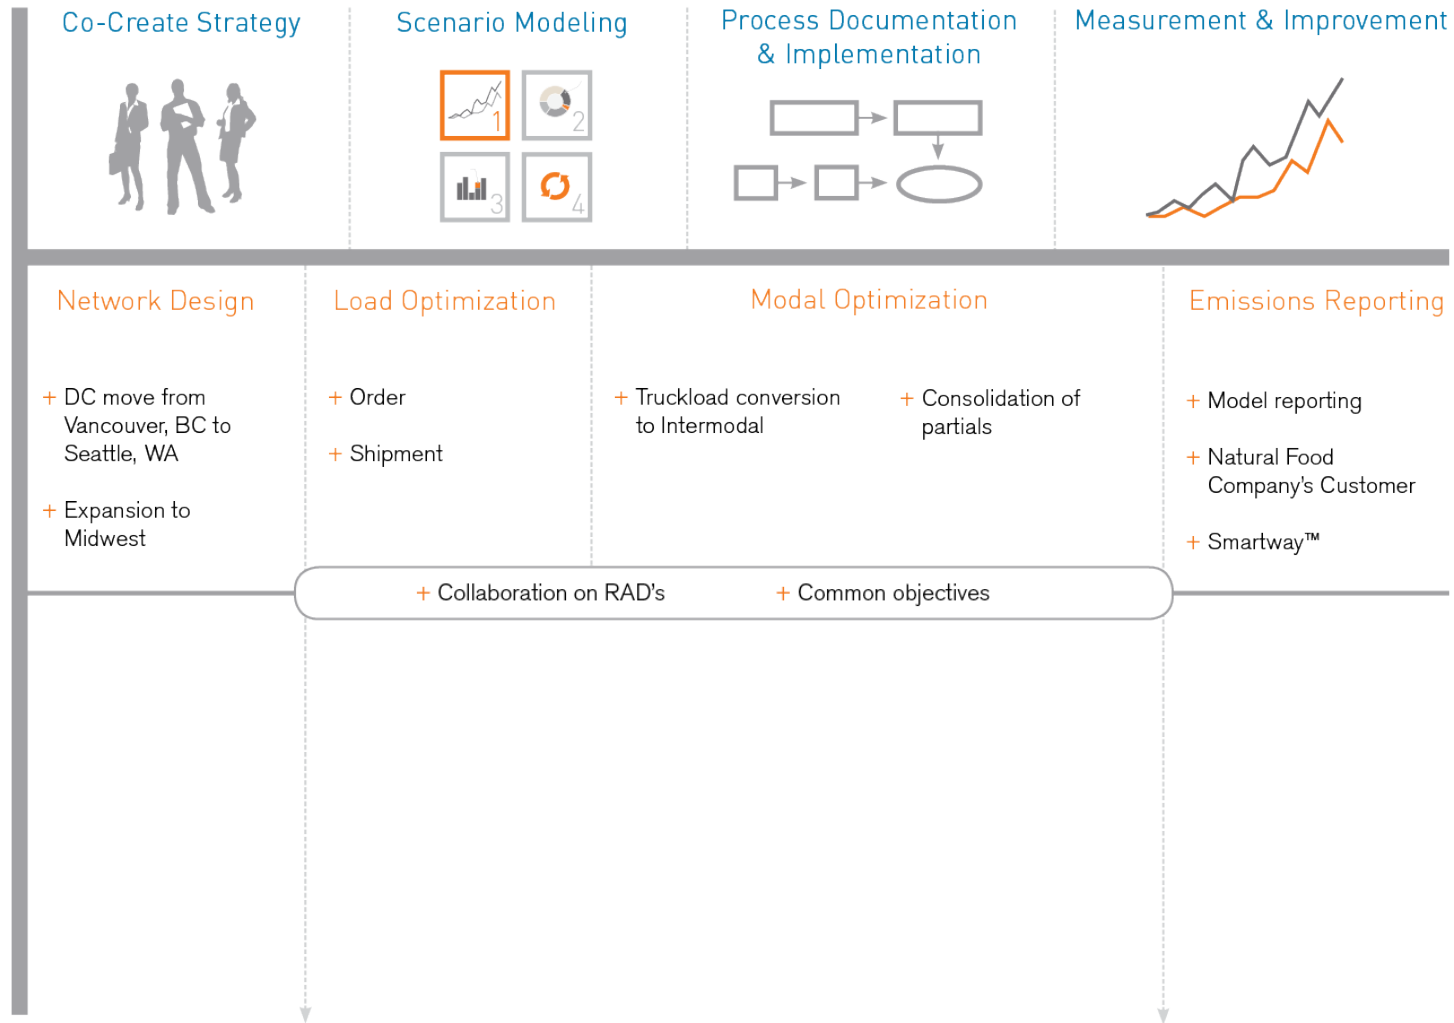 Co-Create Strategy
Scenario Modeling
Process Documentation
& Implementation
Measurement & Improvement
1
2
3
4
Network Design
Load Optimization
Modal Optimization
Emissions Reporting
+ DC move from
Vancouver, BC to
Seattle, WA
+ Expansion to
Midwest
+ Order
+ Shipment
+ Truckload conversion
to Intermodal
+ Consolidation of
partials
+ Model reporting
+ Natural Food
Company's Customer
+ Smartway™
+ Collaboration on RAD's
+ Common objectives